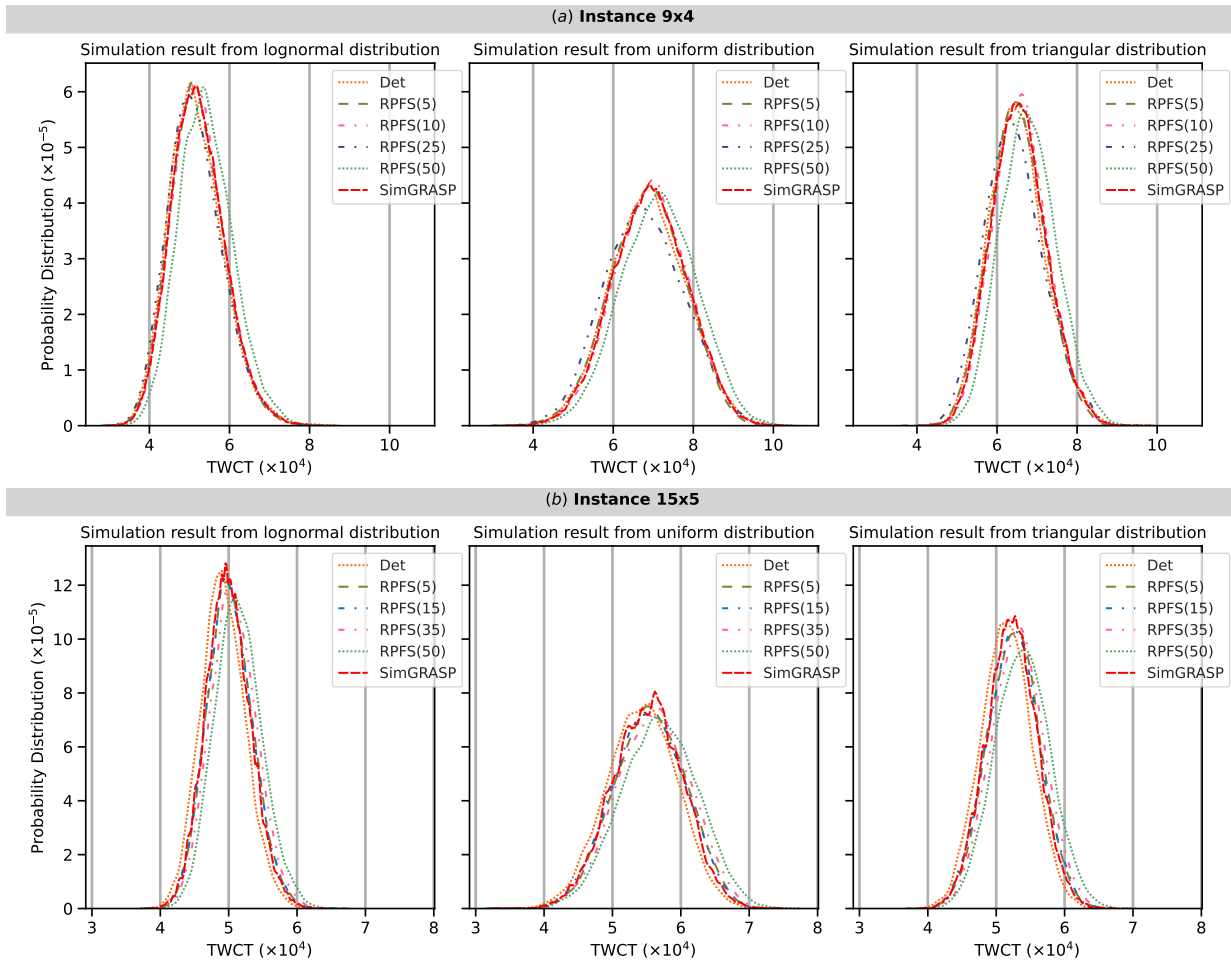 (a) Instance 9x4
Simulation result from lognormal distribution
Simulation result from uniform distribution
Simulation result from triangular distribution
Probability Distribution (×10⁻⁵)
6
5
4
3
2
1
0
Det
RPFS(5)
RPFS(10)
RPFS(25)
RPFS(50)
SimGRASP
4 6 8 10
TWCT (×10⁴)
Det
RPFS(5)
RPFS(10)
RPFS(25)
RPFS(50)
SimGRASP
4 6 8 10
TWCT (×10⁴)
Det
RPFS(5)
RPFS(10)
RPFS(25)
RPFS(50)
SimGRASP
4 6 8 10
TWCT (×10⁴)
(b) Instance 15x5
Simulation result from lognormal distribution
Simulation result from uniform distribution
Simulation result from triangular distribution
Probability Distribution (×10⁻⁵)
12
10
8
6
4
2
0
Det
RPFS(5)
RPFS(15)
RPFS(35)
RPFS(50)
SimGRASP
3 4 5 6 7 8
TWCT (×10⁴)
Det
RPFS(5)
RPFS(15)
RPFS(35)
RPFS(50)
SimGRASP
3 4 5 6 7 8
TWCT (×10⁴)
Det
RPFS(5)
RPFS(15)
RPFS(35)
RPFS(50)
SimGRASP
3 4 5 6 7 8
TWCT (×10⁴)